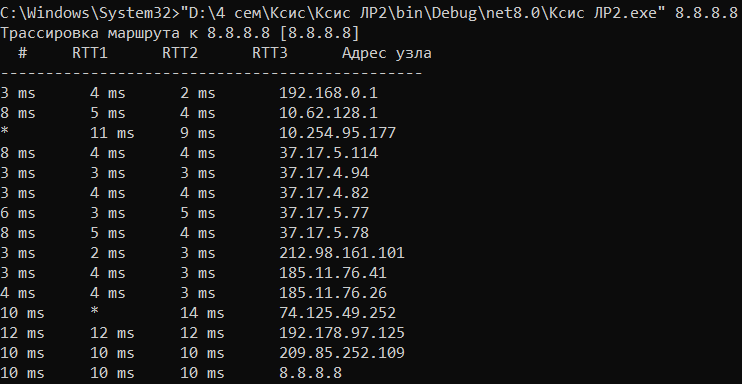 C:\Windows\System32>"D:\4 сем\Ксис\Ксис ЛР2\bin\Debug\net8.0\Ксис ЛР2.exe" 8.8.8.8
Трассировка маршрута к 8.8.8.8 [8.8.8.8]
# RTT1 RTT2 RTT3 Адрес узла
-----------------------------------------------
3 ms 4 ms 2 ms 192.168.0.1
8 ms 5 ms 4 ms 10.62.128.1
* 11 ms 9 ms 10.254.95.177
8 ms 4 ms 4 ms 37.17.5.114
3 ms 3 ms 3 ms 37.17.4.94
3 ms 4 ms 4 ms 37.17.4.82
6 ms 3 ms 5 ms 37.17.5.77
8 ms 5 ms 4 ms 37.17.5.78
3 ms 2 ms 3 ms 212.98.161.101
3 ms 4 ms 3 ms 185.11.76.41
4 ms 4 ms 3 ms 185.11.76.26
10 ms * 14 ms 74.125.49.252
12 ms 12 ms 12 ms 192.178.97.125
10 ms 10 ms 10 ms 209.85.252.109
10 ms 10 ms 10 ms 8.8.8.8